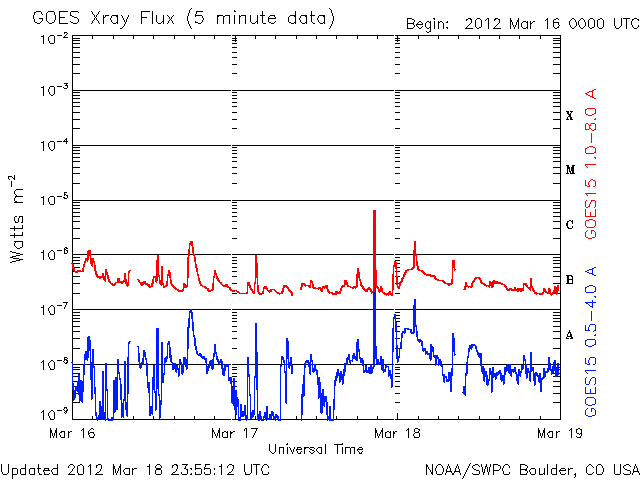 GOES Xray Flux (5 minute data)
Begin: 2012 Mar 16 0000 UTC
10-2
10-3
10-4
10-5
10-6
10-7
10-8
10-9
Watts m-2
X
M
C
B
A
GOES15 1.0-8.0 A
GOES15 0.5-4.0 A
Mar 16
Mar 17
Mar 18
Mar 19
Universal Time
Updated 2012 Mar 18 23:55:12 UTC
NOAA/SWPC Boulder, CO USA